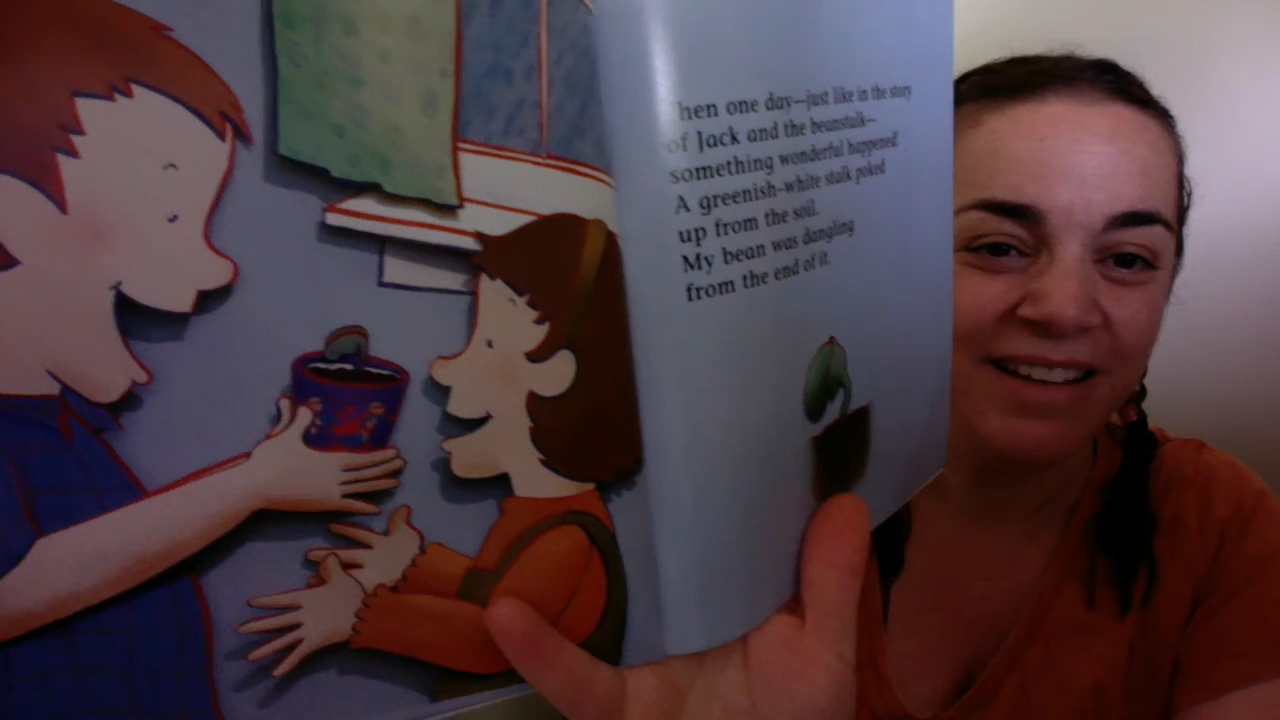 Then one day—just like in the story
of Jack and the beanstalk—
something wonderful happened.
A greenish-white stalk poked
up from the soil.
My bean was dangling
from the end of it.